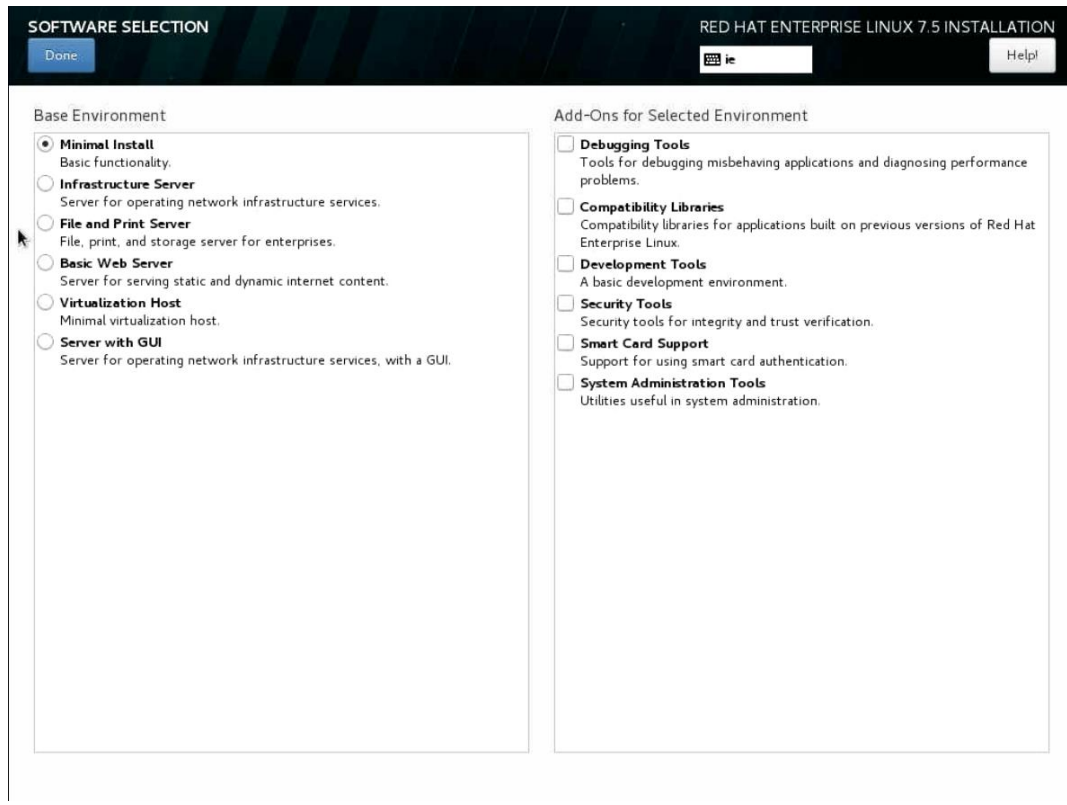 SOFTWARE SELECTION
Done
RED HAT ENTERPRISE LINUX 7.5 INSTALLATION
ie
Help!
Base Environment
Minimal Install
Basic functionality.
Infrastructure Server
Server for operating network infrastructure services.
File and Print Server
File, print, and storage server for enterprises.
Basic Web Server
Server for serving static and dynamic internet content.
Virtualization Host
Minimal virtualization host.
Server with GUI
Server for operating network infrastructure services, with a GUI.
Add-Ons for Selected Environment
Debugging Tools
Tools for debugging misbehaving applications and diagnosing performance
problems.
Compatibility Libraries
Compatibility libraries for applications built on previous versions of Red Hat
Enterprise Linux.
Development Tools
A basic development environment.
Security Tools
Security tools for integrity and trust verification.
Smart Card Support
Support for using smart card authentication.
System Administration Tools
Utilities useful in system administration.